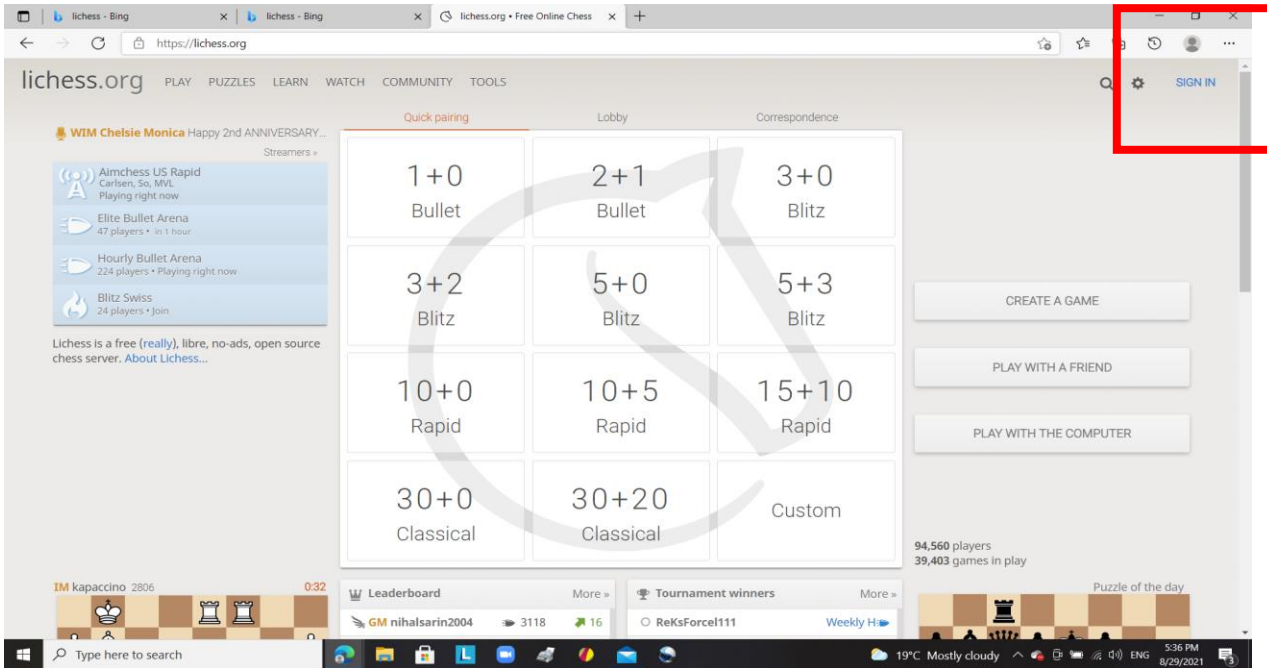 lichess - Bing
lichess - Bing
lichess.org • Free Online Chess
https://lichess.org
lichess.org PLAY PUZZLES LEARN WATCH COMMUNITY TOOLS
SIGN IN
WIM Chelsie Monica Happy 2nd ANNIVERSARY...
Streamers »
Aimchess US Rapid
Carlsen, So, MVL
Playing right now
Elite Bullet Arena
47 players • in 1 hour
Hourly Bullet Arena
224 players • Playing right now
Blitz Swiss
24 players • Join
Lichess is a free (really), libre, no-ads, open source
chess server. About Lichess...
Quick pairing Lobby Correspondence
1+0 2+1 3+0
Bullet Bullet Blitz
3+2 5+0 5+3
Blitz Blitz Blitz
10+0 10+5 15+10
Rapid Rapid Rapid
30+0 30+20 Custom
Classical Classical
CREATE A GAME
PLAY WITH A FRIEND
PLAY WITH THE COMPUTER
94,560 players
39,403 games in play
IM kapaccino 2806 0:32
Leaderboard More »
GM nihalsarin2004 3118 16
Tournament winners More »
ReKsForcel111 Weekly H
Puzzle of the day
Type here to search
L
19°C Mostly cloudy
ENG
5:36 PM
8/29/2021
3